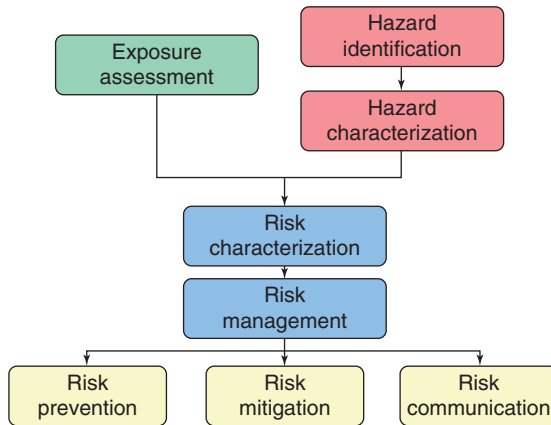 Exposure
assessment
Hazard
identification
Hazard
characterization
Risk
characterization
Risk
management
Risk
prevention
Risk
mitigation
Risk
communication